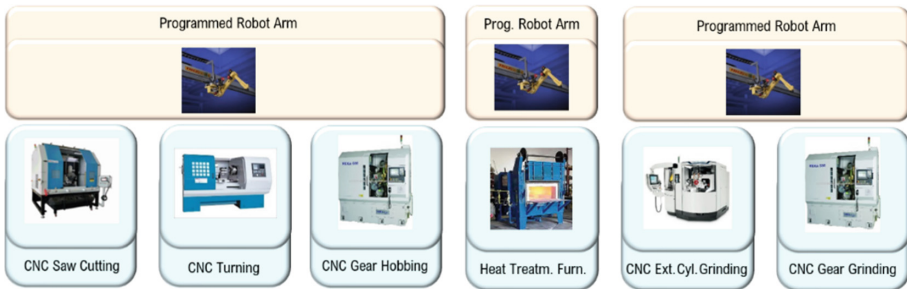 Programmed Robot Arm
Prog. Robot Arm
Programmed Robot Arm
CNC Saw Cutting
CNC Turning
CNC Gear Hobbing
Heat Treatm. Furn.
CNC Ext. Cyl. Grinding
CNC Gear Grinding